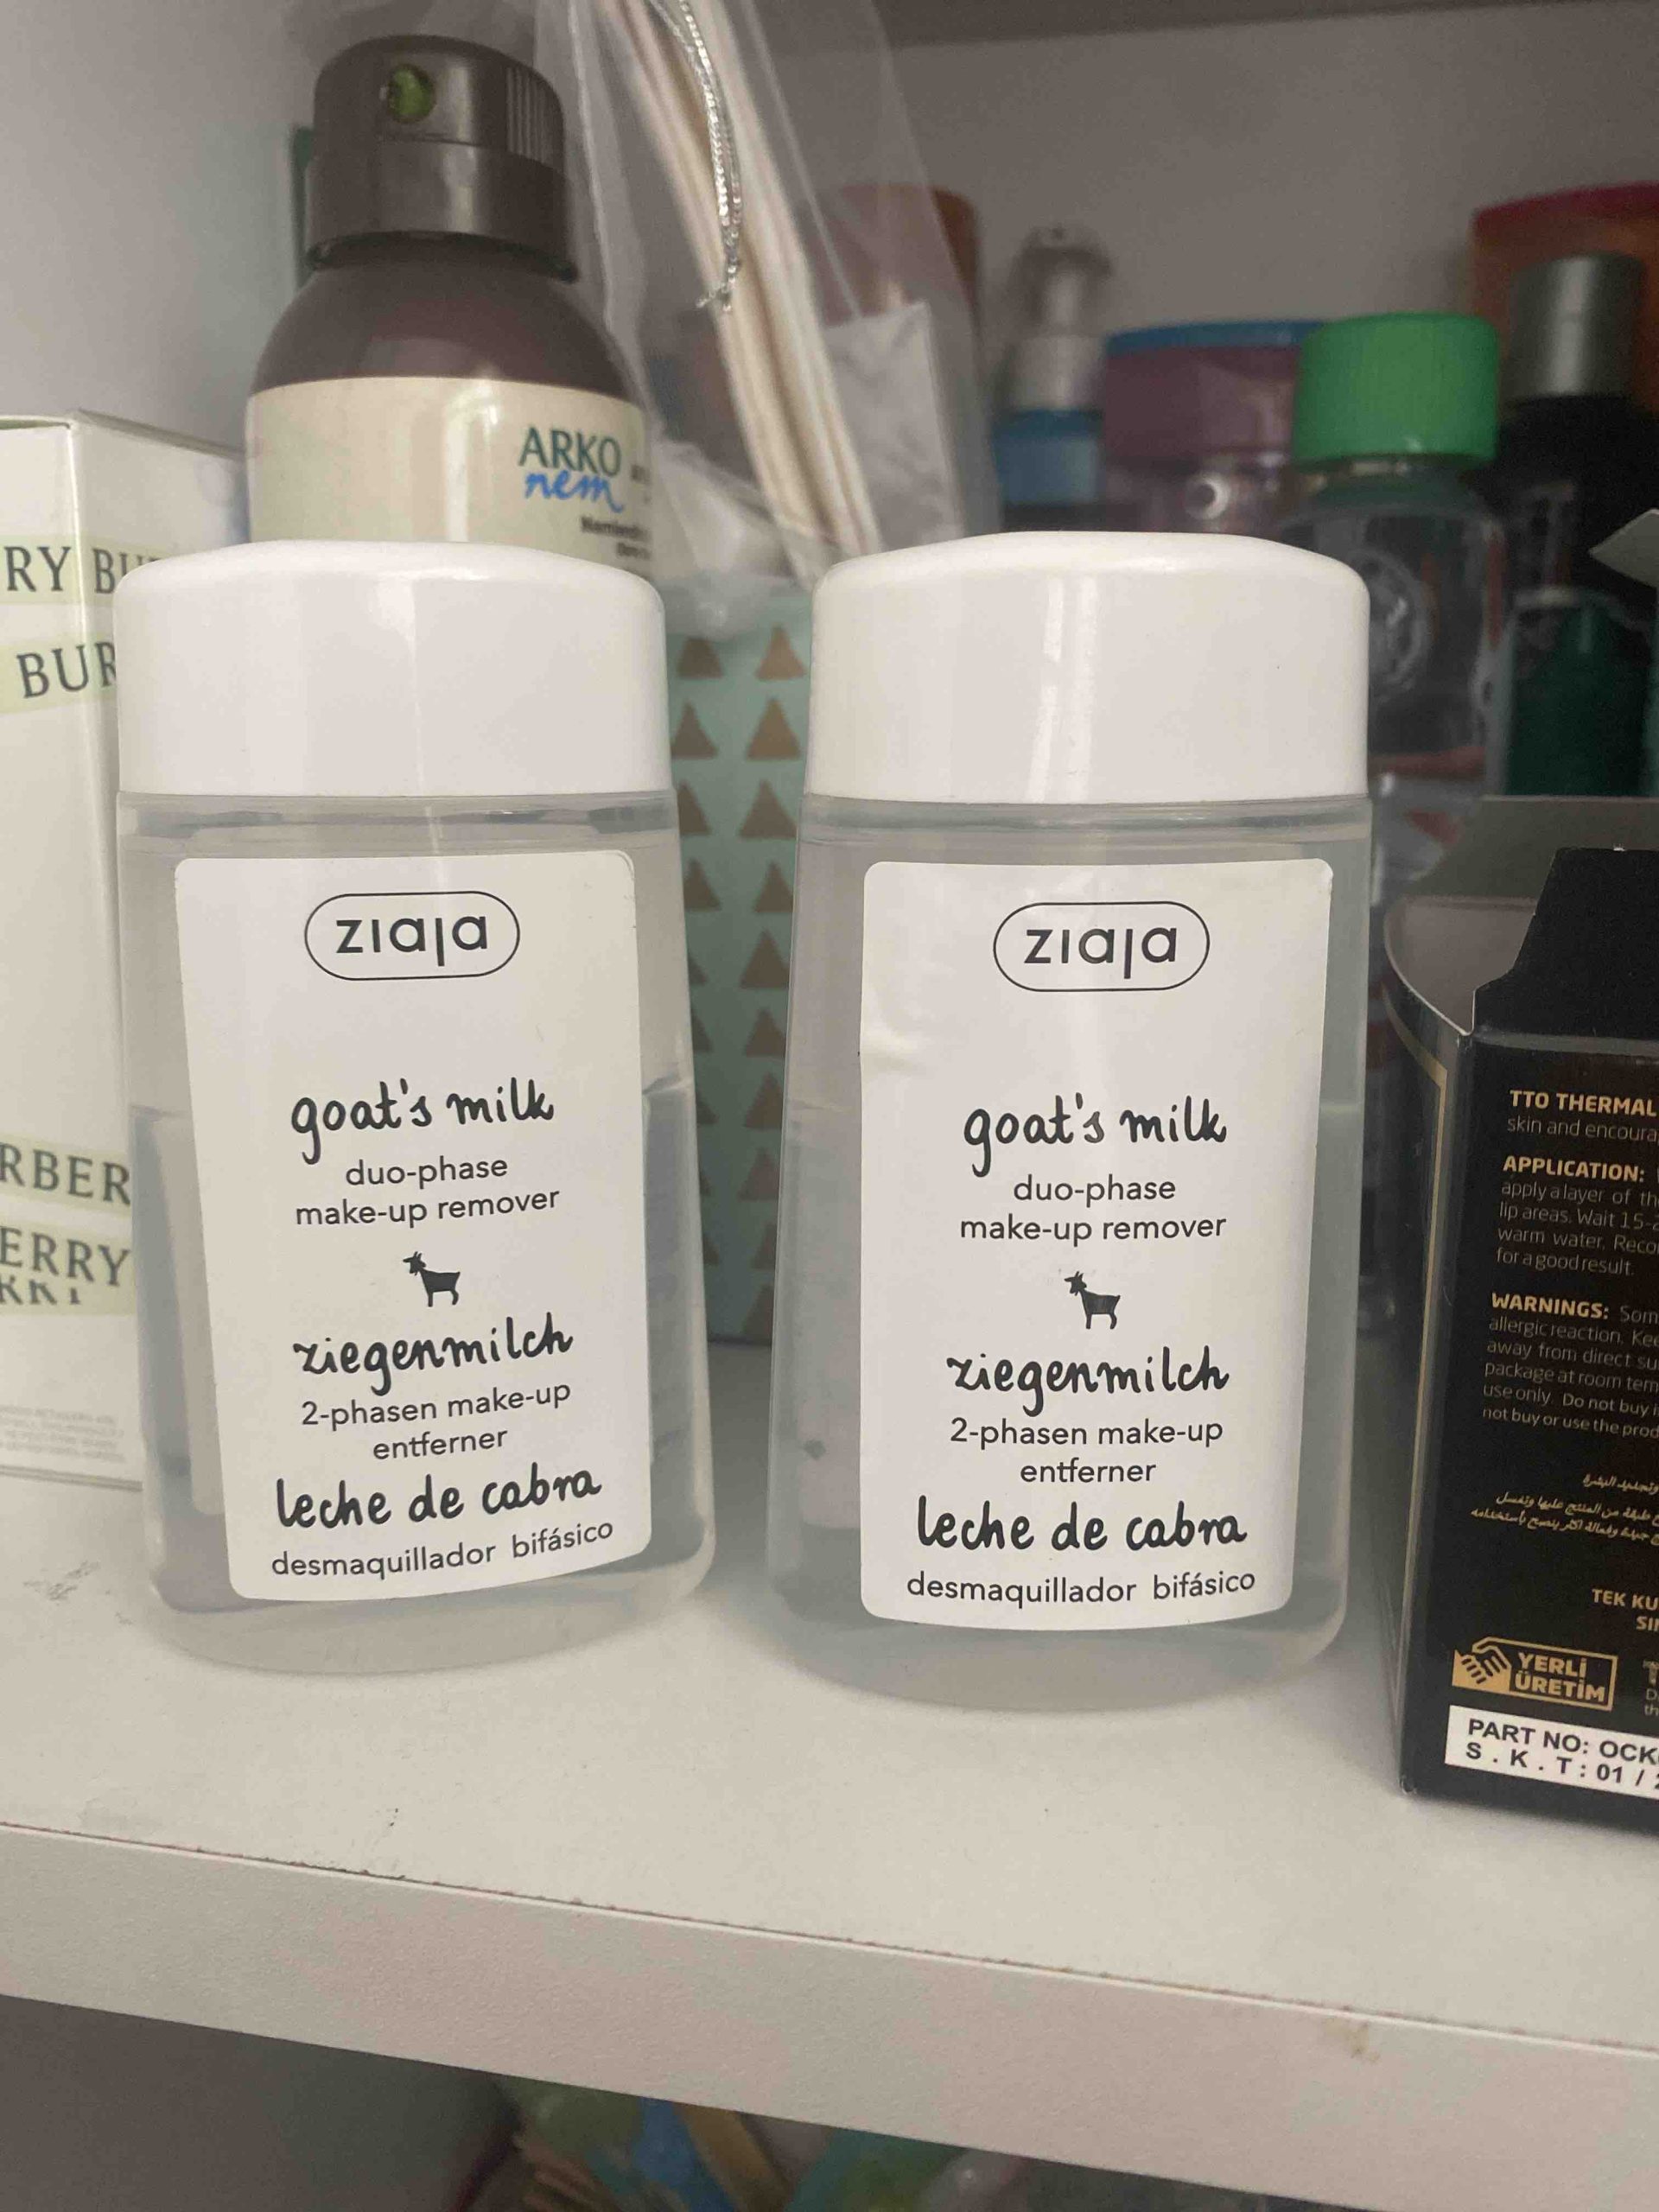 ARKO
nem
RY BU
BUR
RBER
ERRY
ziaja
goat's milk
duo-phase
make-up remover
ziegenmilch
2-phasen make-up
entferner
leche de cabra
desmaquillador bifásico
ziaja
goat's milk
duo-phase
make-up remover
ziegenmilch
2-phasen make-up
entferner
leche de cabra
desmaquillador bifásico
TTO THERMAL
skin and encoura
APPLICATION:
apply a layer of th
lip areas. Wait 15-2
warm water. Reco
for a good result.
WARNINGS: Som
allergic reaction. Kee
away from direct su
package at room tem
use only. Do not buy i
not buy or use the prod
TEK KU
YERLİ
ÜRETİM
PART NO: OCK
S . K . T : 01 /